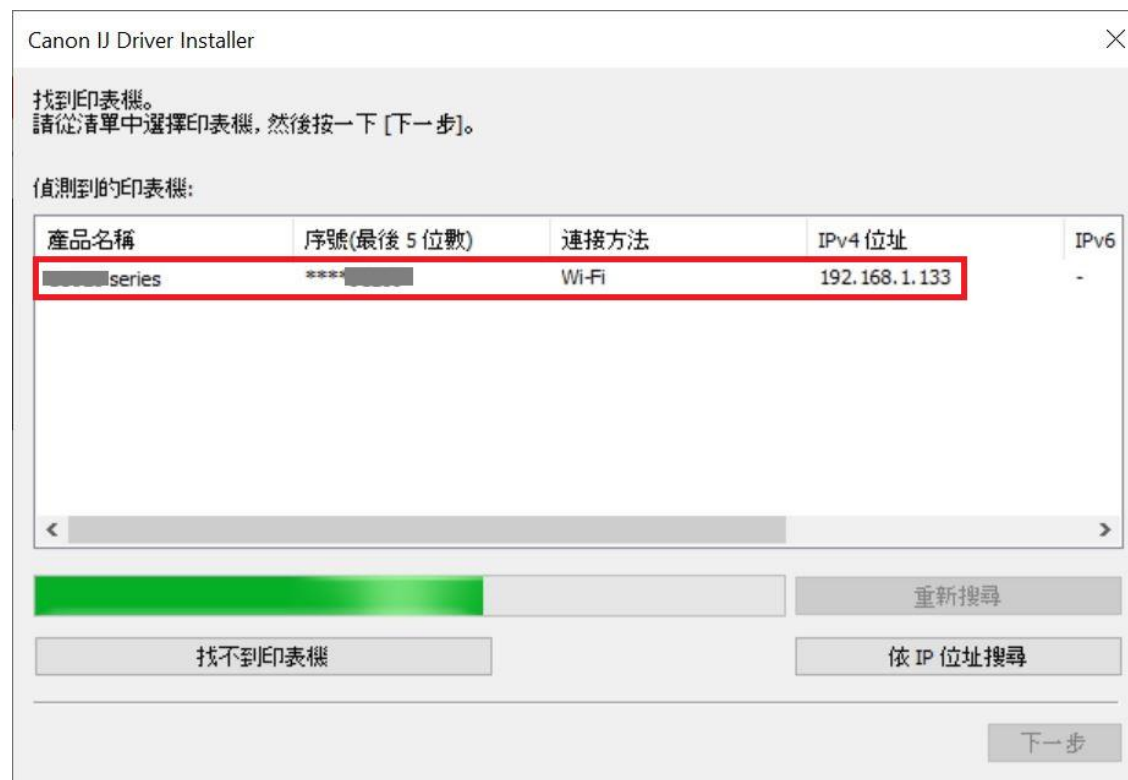 Canon IJ Driver Installer
找到印表機。
請從清單中選擇印表機, 然後按一下 [下一步]。
偵測到的印表機:
產品名稱 序號(最後 5 位數) 連接方法 IPv4 位址 IPv6
series **** Wi-Fi 192.168.1.133 -
重新搜尋
找不到印表機 依 IP 位址搜尋
下一步